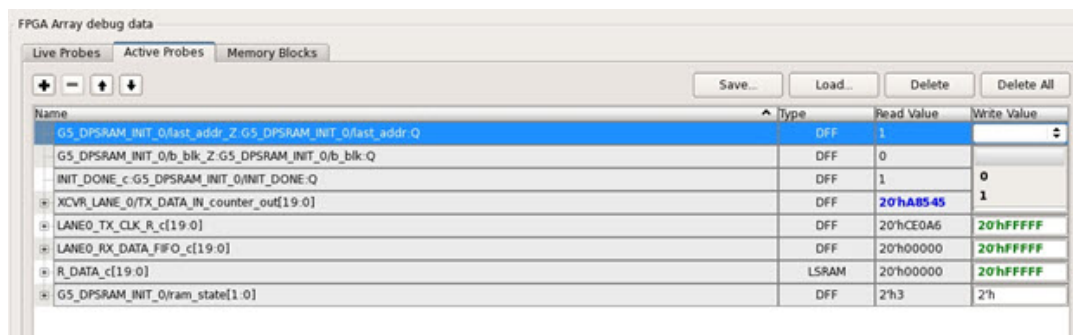 FPGA Array debug data
Live Probes Active Probes Memory Blocks
Save... Load... Delete Delete All
Name Type Read Value Write Value
G5_DPSRAM_INIT_0/last_addr_Z:G5_DPSRAM_INIT_0/last_addr:Q DFF 1
G5_DPSRAM_INIT_0/b_blk_Z:G5_DPSRAM_INIT_0/b_blk:Q DFF 0
INIT_DONE_c:G5_DPSRAM_INIT_0/INIT_DONE:Q DFF 1 0
XCVR_LANE_0/TX_DATA_IN_counter_out[19:0] DFF 20'hA8545 1
LANE0_TX_CLK_R_c[19:0] DFF 20'hCE0A6 20'hFFFFF
LANE0_RX_DATA_FIFO_c[19:0] DFF 20'h00000 20'hFFFFF
R_DATA_c[19:0] LSRAM 20'h00000 20'hFFFFF
G5_DPSRAM_INIT_0/ram_state[1:0] DFF 2'h3 2'h